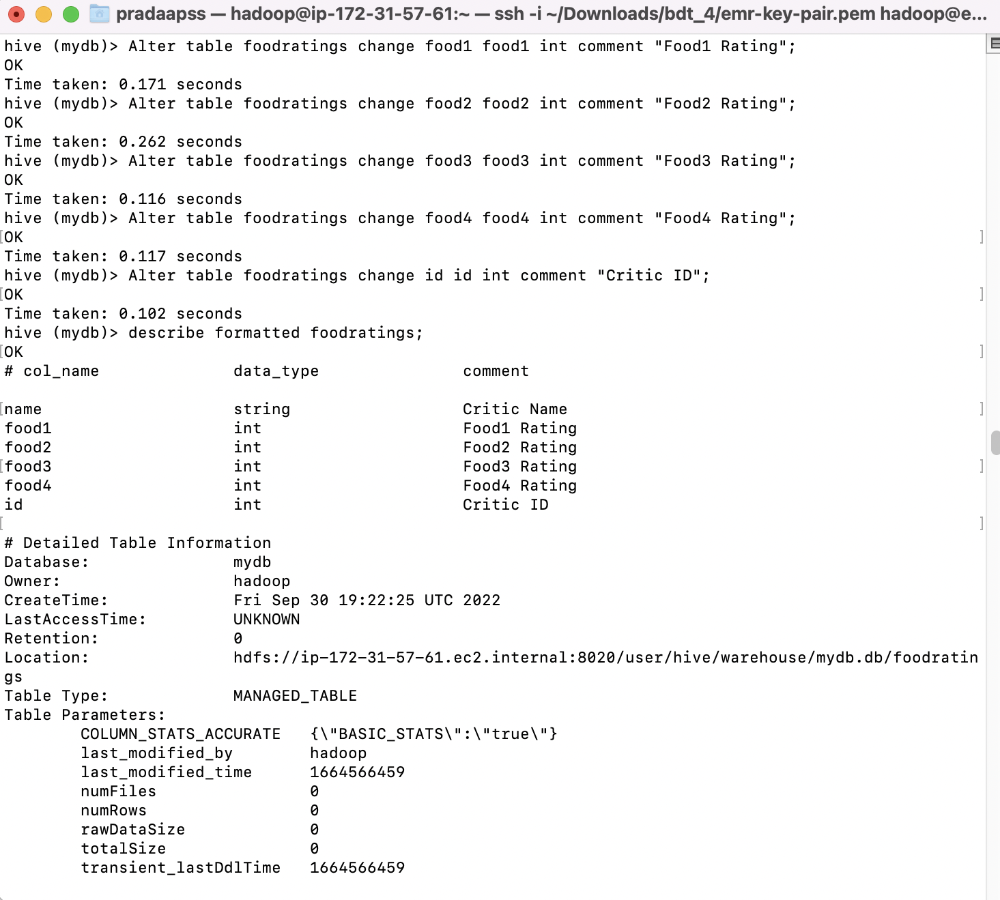 pradaapss — hadoop@ip-172-31-57-61:~ — ssh -i ~/Downloads/bdt_4/emr-key-pair.pem hadoop@e...
hive (mydb)> Alter table foodratings change food1 food1 int comment "Food1 Rating";
OK
Time taken: 0.171 seconds
hive (mydb)> Alter table foodratings change food2 food2 int comment "Food2 Rating";
OK
Time taken: 0.262 seconds
hive (mydb)> Alter table foodratings change food3 food3 int comment "Food3 Rating";
OK
Time taken: 0.116 seconds
hive (mydb)> Alter table foodratings change food4 food4 int comment "Food4 Rating";
[OK ]
Time taken: 0.117 seconds
hive (mydb)> Alter table foodratings change id id int comment "Critic ID";
[OK ]
Time taken: 0.102 seconds
hive (mydb)> describe formatted foodratings;
[OK ]
# col_name data_type comment
[name string Critic Name ]
food1 int Food1 Rating
food2 int Food2 Rating
[food3 int Food3 Rating ]
food4 int Food4 Rating
id int Critic ID
[ ]
# Detailed Table Information
Database: mydb
Owner: hadoop
CreateTime: Fri Sep 30 19:22:25 UTC 2022
LastAccessTime: UNKNOWN
Retention: 0
Location: hdfs://ip-172-31-57-61.ec2.internal:8020/user/hive/warehouse/mydb.db/foodratin
gs
Table Type: MANAGED_TABLE
Table Parameters:
COLUMN_STATS_ACCURATE {\"BASIC_STATS\":\"true\"}
last_modified_by hadoop
last_modified_time 1664566459
numFiles 0
numRows 0
rawDataSize 0
totalSize 0
transient_lastDdlTime 1664566459